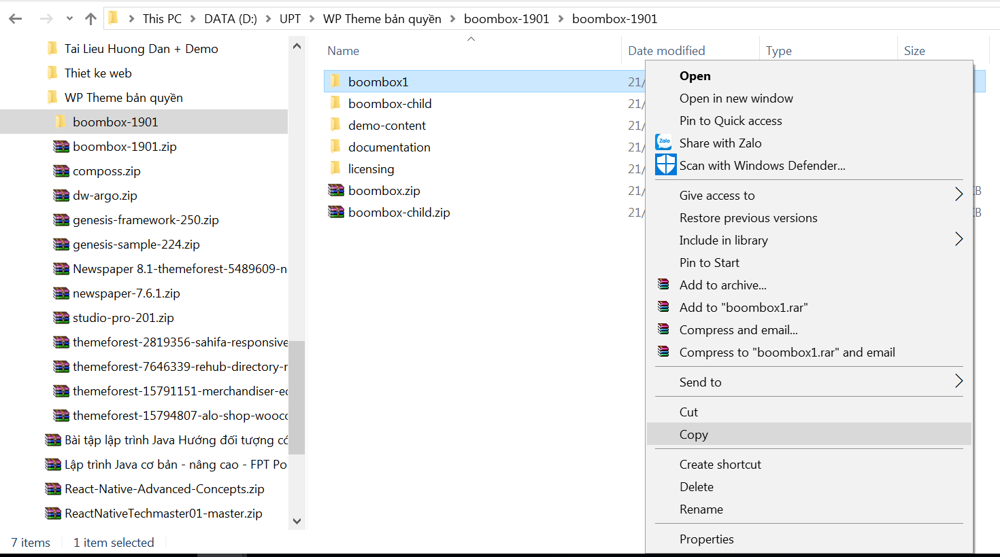 This PC > DATA (D:) > UPT > WP Theme bản quyền > boombox-1901 > boombox-1901
Tai Lieu Huong Dan + Demo
Thiet ke web
WP Theme bản quyền
boombox-1901
boombox-1901.zip
composs.zip
dw-argo.zip
genesis-framework-250.zip
genesis-sample-224.zip
Newspaper 8.1-themeforest-5489609-n
newspaper-7.6.1.zip
studio-pro-201.zip
themeforest-2819356-sahifa-responsive
themeforest-7646339-rehub-directory-r
themeforest-15791151-merchandiser-ec
themeforest-15794807-alo-shop-wooco
Bài tập lập trình Java Hướng đối tượng có
Lập trình Java cơ bản - nâng cao - FPT Po
React-Native-Advanced-Concepts.zip
ReactNativeTechmaster01-master.zip
Name Date modified Type Size
boombox1 21/
boombox-child 21/
demo-content 21/
documentation 21/
licensing 21/
boombox.zip 21/ KB
boombox-child.zip 21/ KB
Open
Open in new window
Pin to Quick access
Zalo Share with Zalo
Scan with Windows Defender...
Give access to
Restore previous versions
Include in library
Pin to Start
Add to archive...
Add to "boombox1.rar"
Compress and email...
Compress to "boombox1.rar" and email
Send to
Cut
Copy
Create shortcut
Delete
Rename
Properties
7 items 1 item selected